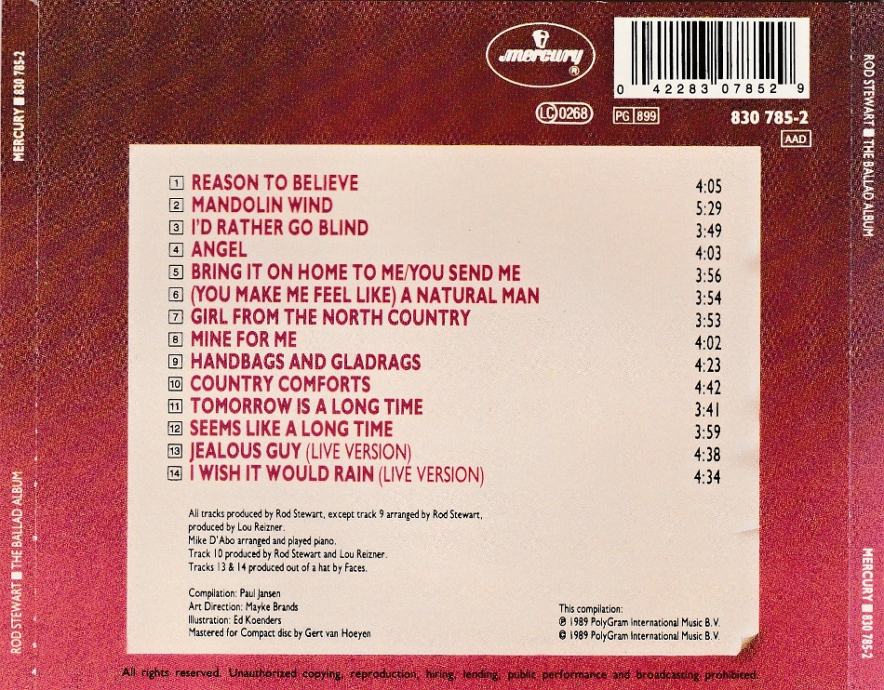 MERCURY ■ 830 785-2
ROD STEWART ■ THE BALLAD ALBUM
mercury ®
0 42283 07852 9
LC 0268
PG 899
830 785-2
AAD
1 REASON TO BELIEVE 4:05
2 MANDOLIN WIND 5:29
3 I'D RATHER GO BLIND 3:49
4 ANGEL 4:03
5 BRING IT ON HOME TO ME/YOU SEND ME 3:56
6 (YOU MAKE ME FEEL LIKE) A NATURAL MAN 3:54
7 GIRL FROM THE NORTH COUNTRY 3:53
8 MINE FOR ME 4:02
9 HANDBAGS AND GLADRAGS 4:23
10 COUNTRY COMFORTS 4:42
11 TOMORROW IS A LONG TIME 3:41
12 SEEMS LIKE A LONG TIME 3:59
13 JEALOUS GUY (LIVE VERSION) 4:38
14 I WISH IT WOULD RAIN (LIVE VERSION) 4:34
All tracks produced by Rod Stewart, except track 9 arranged by Rod Stewart,
produced by Lou Reizner.
Mike D'Abo arranged and played piano.
Track 10 produced by Rod Stewart and Lou Reizner.
Tracks 13 & 14 produced out of a hat by Faces.
Compilation: Paul Jansen
Art Direction: Mayke Brands
Illustration: Ed Koenders
Mastered for Compact disc by Gert van Hoeyen
This compilation:
℗ 1989 PolyGram International Music B.V.
© 1989 PolyGram International Music B.V.
All rights reserved. Unauthorized copying, reproduction, hiring, lending, public performance and broadcasting prohibited.
ROD STEWART ■ THE BALLAD ALBUM
MERCURY ■ 830 785-2